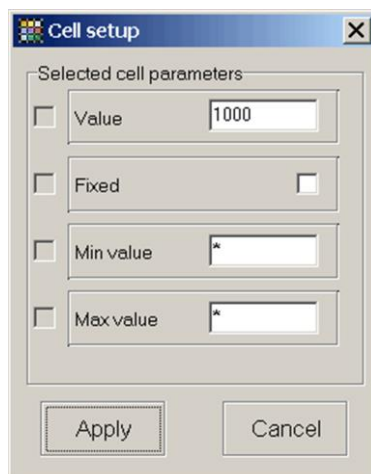 Cell setup
Selected cell parameters
Value 1000
Fixed
Min value *
Max value *
Apply Cancel